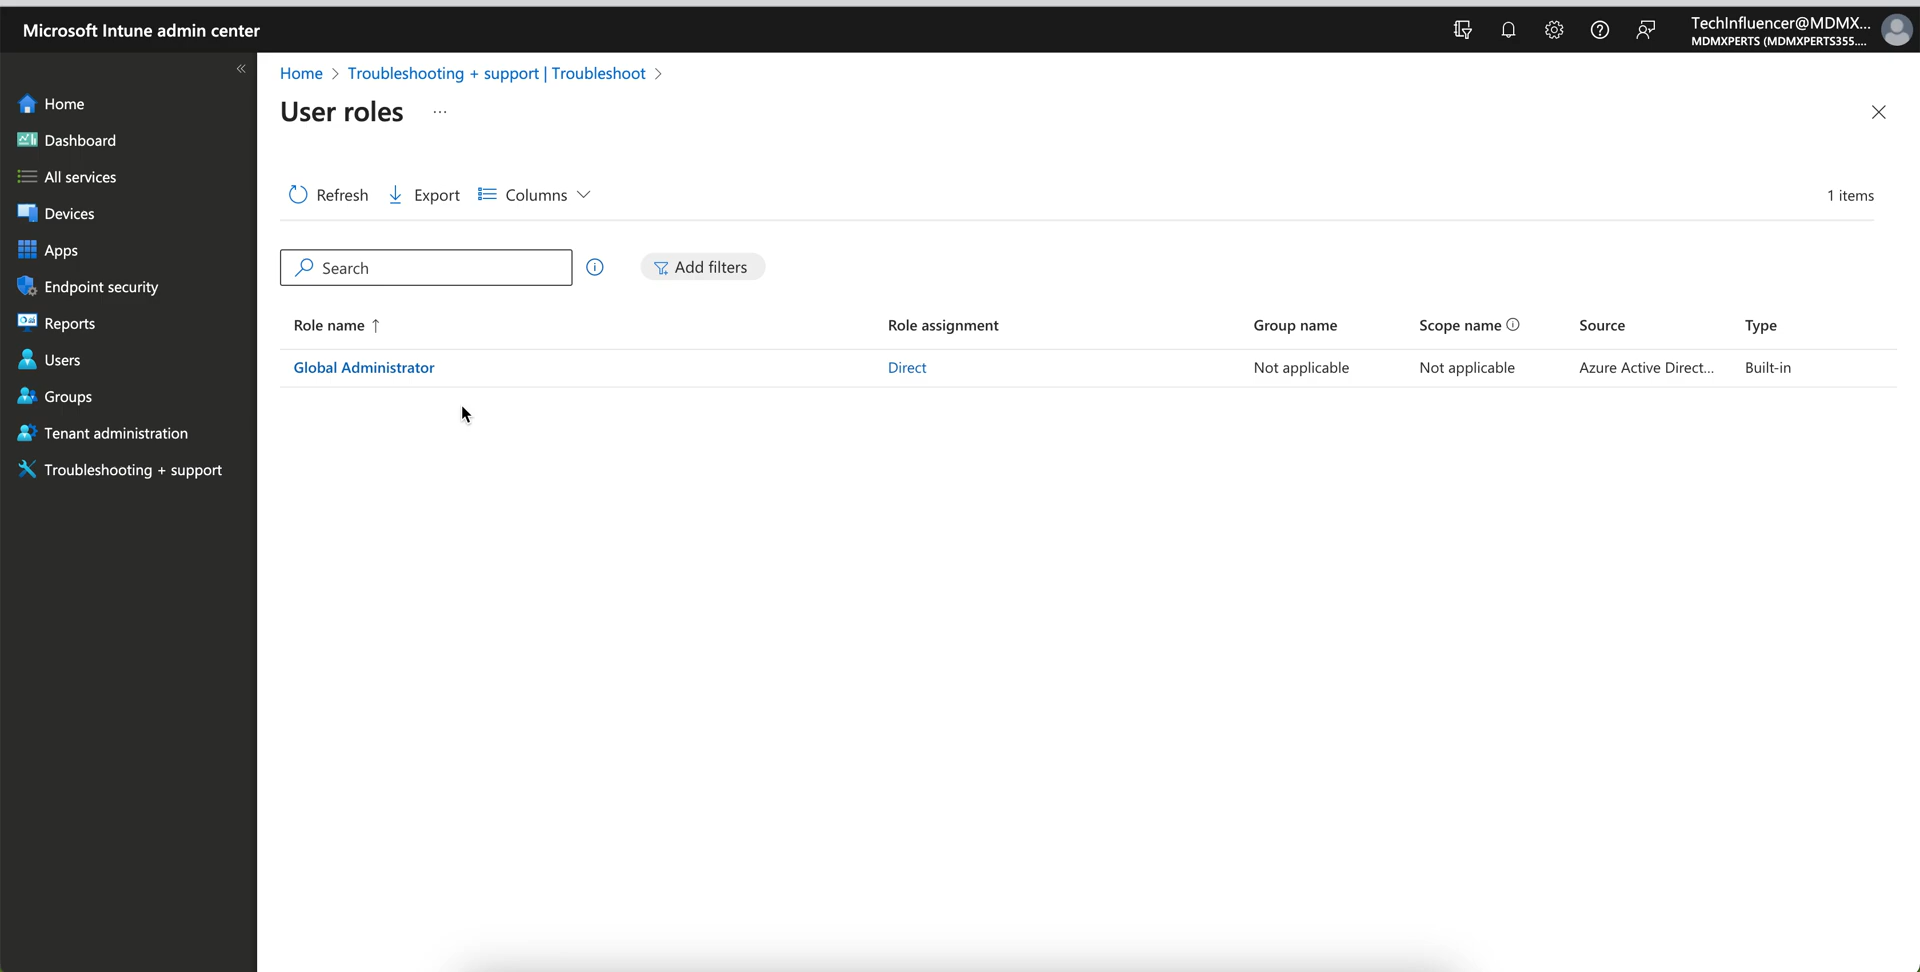 Microsoft Intune admin center
TechInfluencer@MDMX...
MDMXPERTS (MDMXPERTS355....
«
Home
Dashboard
All services
Devices
Apps
Endpoint security
Reports
Users
Groups
Tenant administration
Troubleshooting + support
Home > Troubleshooting + support | Troubleshoot >
User roles ...
Refresh Export Columns 1 items
Search Add filters
Role name ↑ Role assignment Group name Scope name Source Type
Global Administrator Direct Not applicable Not applicable Azure Active Direct... Built-in